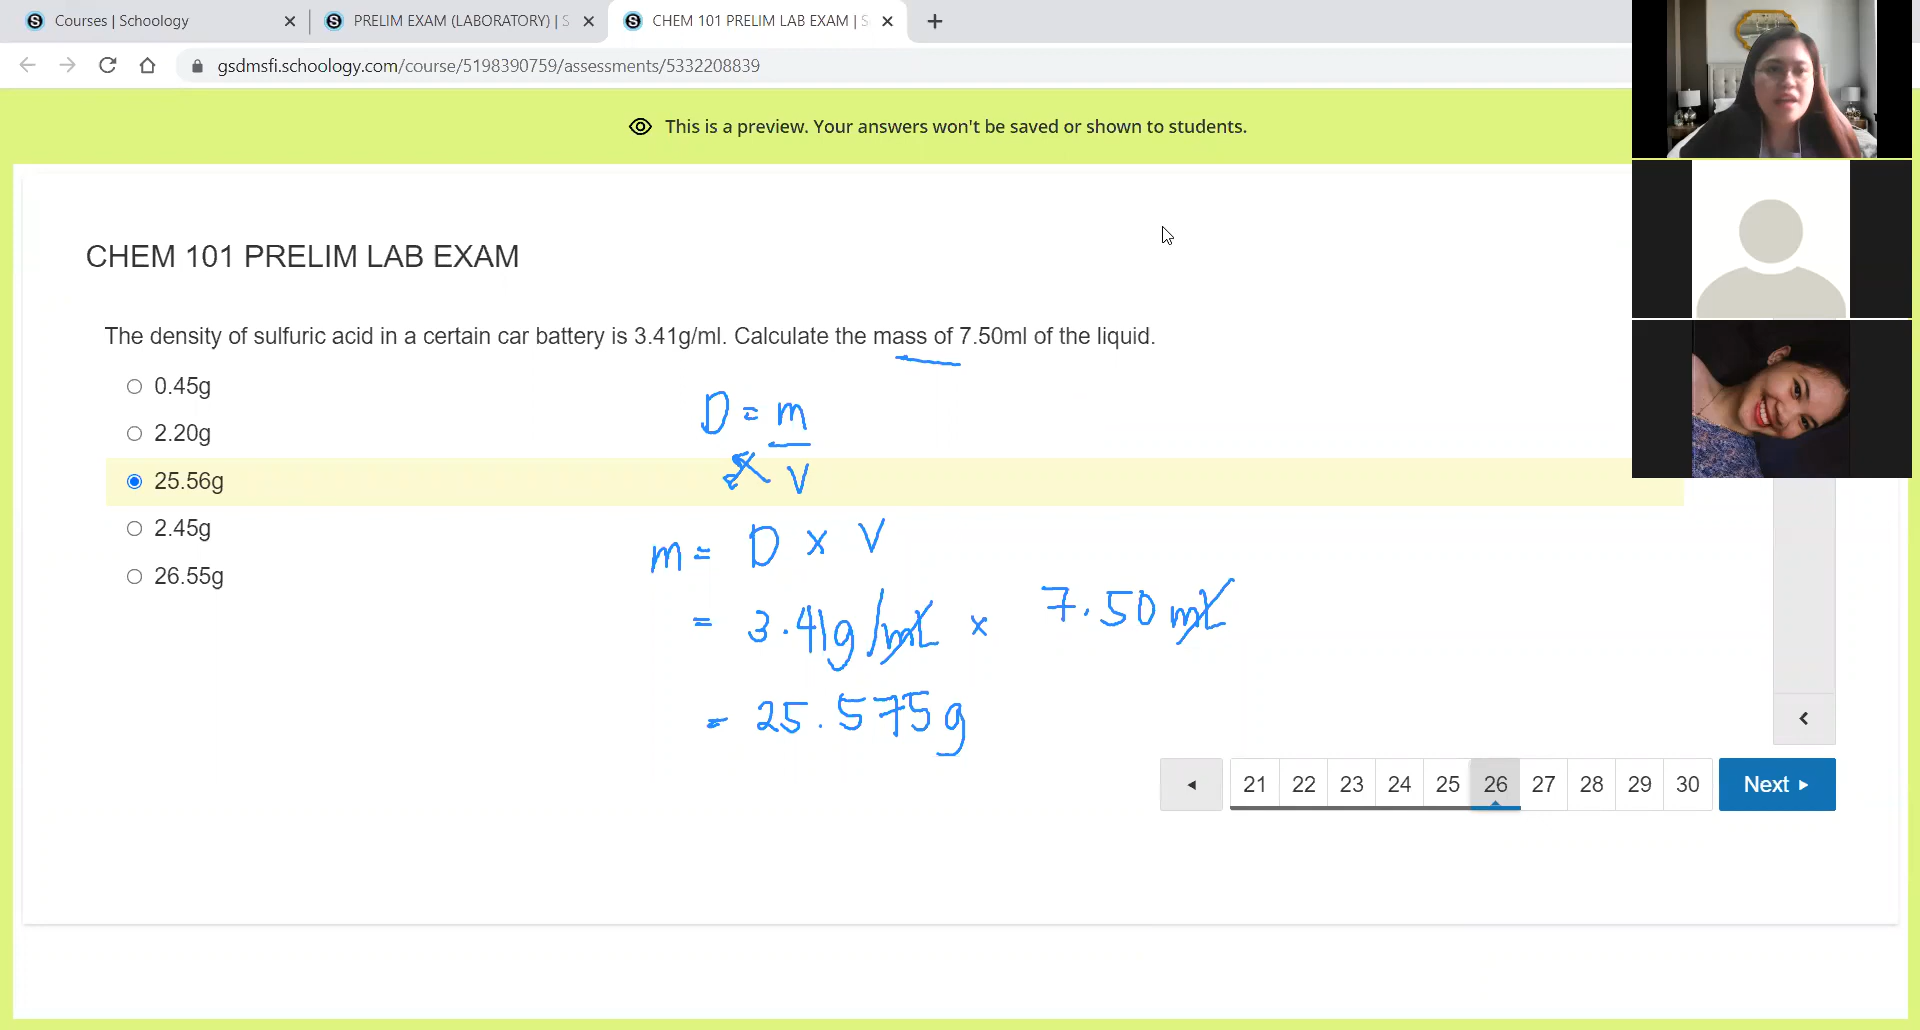 Courses | Schoology
PRELIM EXAM (LABORATORY) | S
CHEM 101 PRELIM LAB EXAM | S
gsdmsfi.schoology.com/course/5198390759/assessments/5332208839
This is a preview. Your answers won't be saved or shown to students.
CHEM 101 PRELIM LAB EXAM
The density of sulfuric acid in a certain car battery is 3.41g/ml. Calculate the mass of 7.50ml of the liquid.
0.45g
2.20g
25.56g
2.45g
26.55g
D = m
V
m = D x V
= 3.41g/mL x 7.50 mL
= 25.575g
21 22 23 24 25 26 27 28 29 30 Next